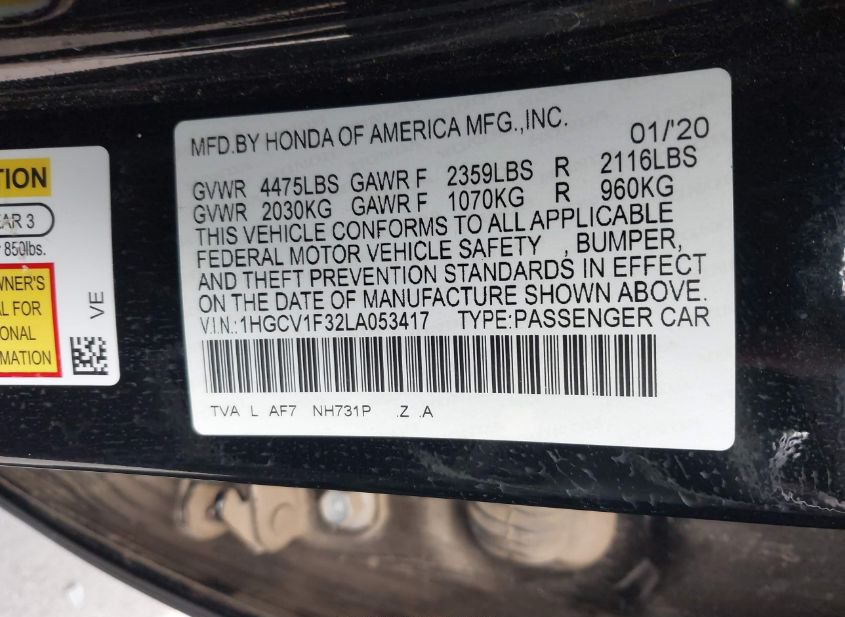 TION
EAR 3
850lbs.
WNER'S
AL FOR
ONAL
MATION
VE
MFD.BY HONDA OF AMERICA MFG.,INC. 01/'20
GVWR 4475LBS GAWR F 2359LBS R 2116LBS
GVWR 2030KG GAWR F 1070KG R 960KG
THIS VEHICLE CONFORMS TO ALL APPLICABLE
FEDERAL MOTOR VEHICLE SAFETY , BUMPER,
AND THEFT PREVENTION STANDARDS IN EFFECT
ON THE DATE OF MANUFACTURE SHOWN ABOVE.
V.I.N.:1HGCV1F32LA053417 TYPE:PASSENGER CAR
TVA L AF7 NH731P .Z .A